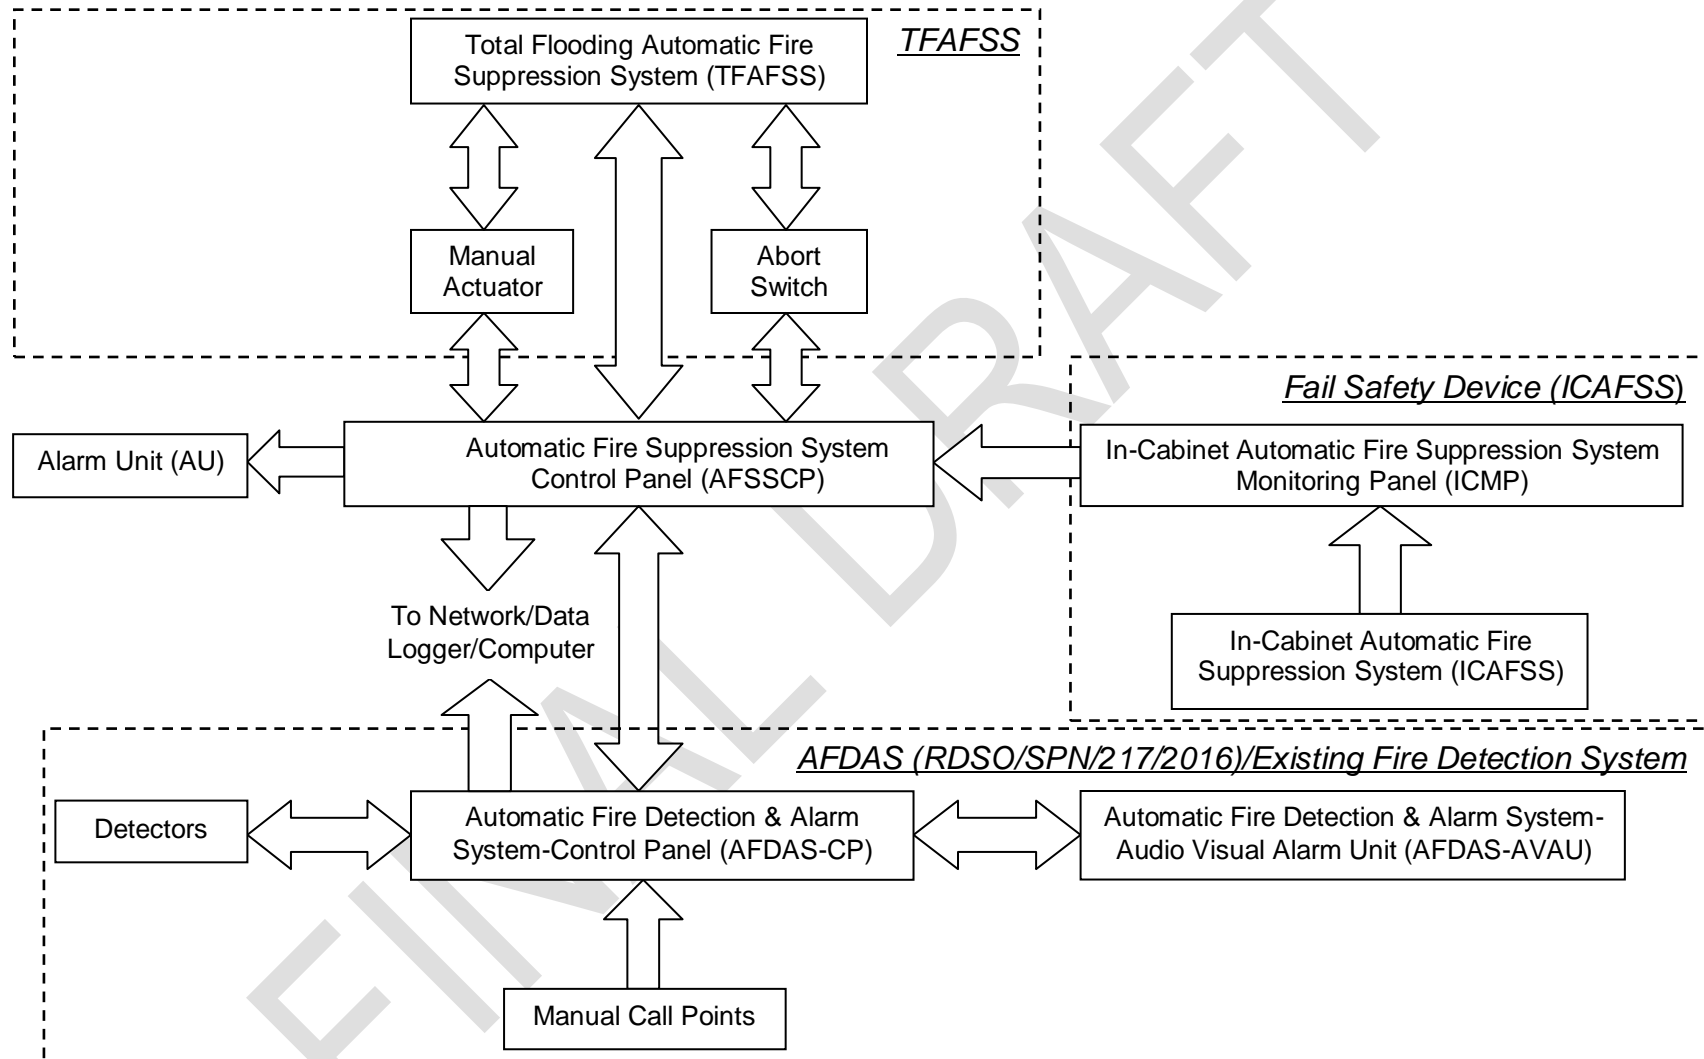 Total Flooding Automatic Fire
Suppression System (TFAFSS)
TFAFSS
Manual
Actuator
Abort
Switch
Fail Safety Device (ICAFSS)
Alarm Unit (AU)
Automatic Fire Suppression System
Control Panel (AFSSCP)
In-Cabinet Automatic Fire Suppression System
Monitoring Panel (ICMP)
To Network/Data
Logger/Computer
In-Cabinet Automatic Fire
Suppression System (ICAFSS)
AFDAS (RDSO/SPN/217/2016)/Existing Fire Detection System
Detectors
Automatic Fire Detection & Alarm
System-Control Panel (AFDAS-CP)
Automatic Fire Detection & Alarm System-
Audio Visual Alarm Unit (AFDAS-AVAU)
Manual Call Points
FINAL DRAFT